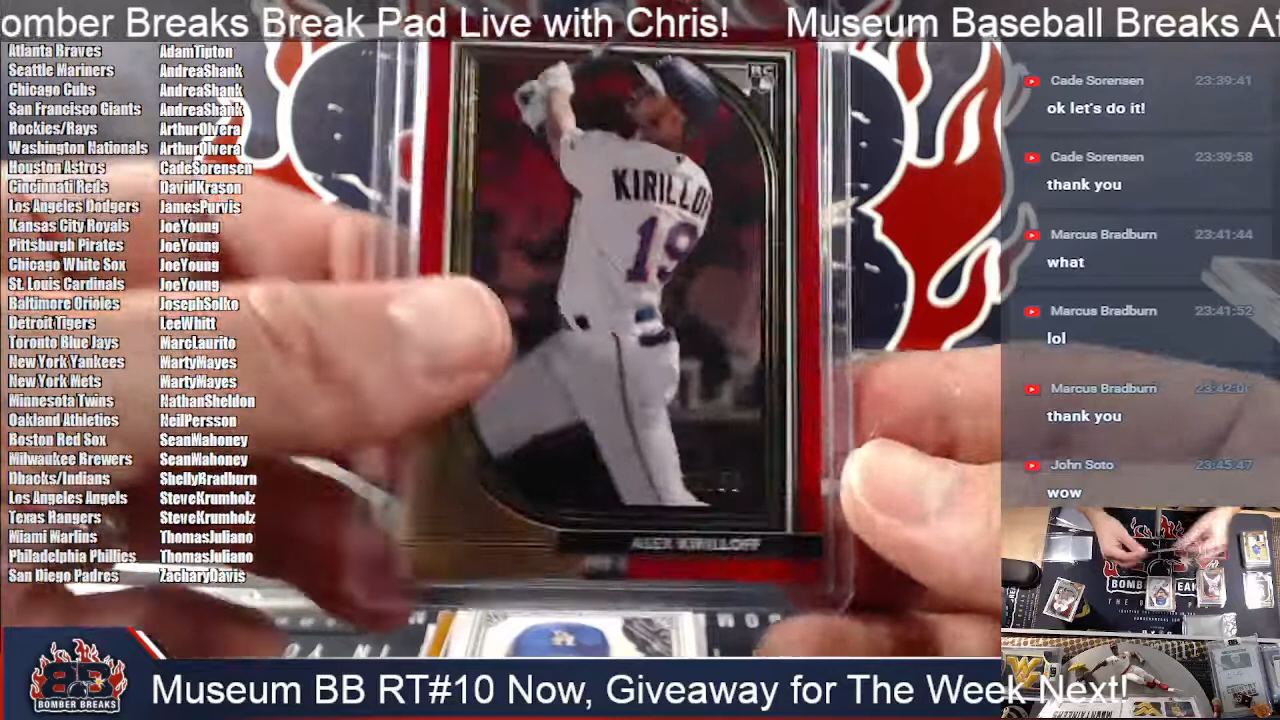 omber Breaks Break Pad Live with Chris! Museum Baseball Breaks A
Atlanta Braves AdamTipton
Seattle Mariners AndreaShank
Chicago Cubs AndreaShank
San Francisco Giants AndreaShank
Rockies/Rays ArthurOlvera
Washington Nationals ArthurOlvera
Houston Astros CadeSorensen
Cincinnati Reds DavidKrason
Los Angeles Dodgers JamesPurvis
Kansas City Royals JoeYoung
Pittsburgh Pirates JoeYoung
Chicago White Sox JoeYoung
St. Louis Cardinals JoeYoung
Baltimore Orioles JosephSolko
Detroit Tigers LeeWhitt
Toronto Blue Jays MarcLaurito
New York Yankees MartyMayes
New York Mets MartyMayes
Minnesota Twins NathanSheldon
Oakland Athletics NeilPersson
Boston Red Sox SeanMahoney
Milwaukee Brewers SeanMahoney
Dbacks/Indians ShellyBradburn
Los Angeles Angels SteveKrumholz
Texas Rangers SteveKrumholz
Miami Marlins ThomasJuliano
Philadelphia Phillies ThomasJuliano
San Diego Padres ZacharyDavis
RC
KIRILLOF
19
ALEX KIRILLOFF
Cade Sorensen 23:39:41
ok let's do it!
Cade Sorensen 23:39:58
thank you
Marcus Bradburn 23:41:44
what
Marcus Bradburn 23:41:52
lol
Marcus Bradburn
thank you
John Soto 23:45:47
wow
BOMBER BREAKS
Museum BB RT#10 Now, Giveaway for The Week Next!